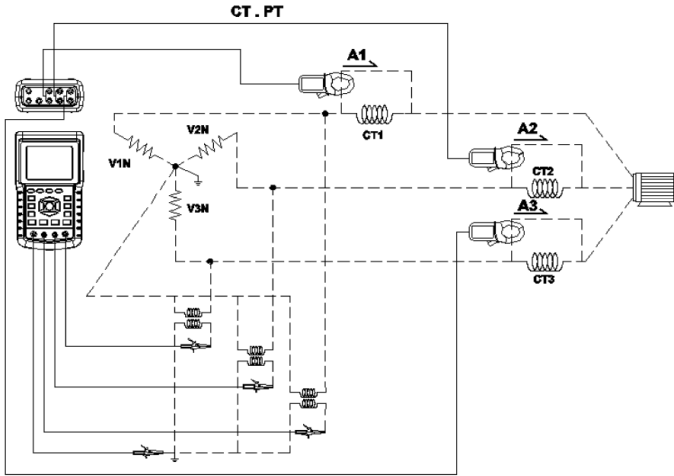 CT . PT
A1
CT1
V2N
V1N
A2
CT2
V3N
A3
CT3